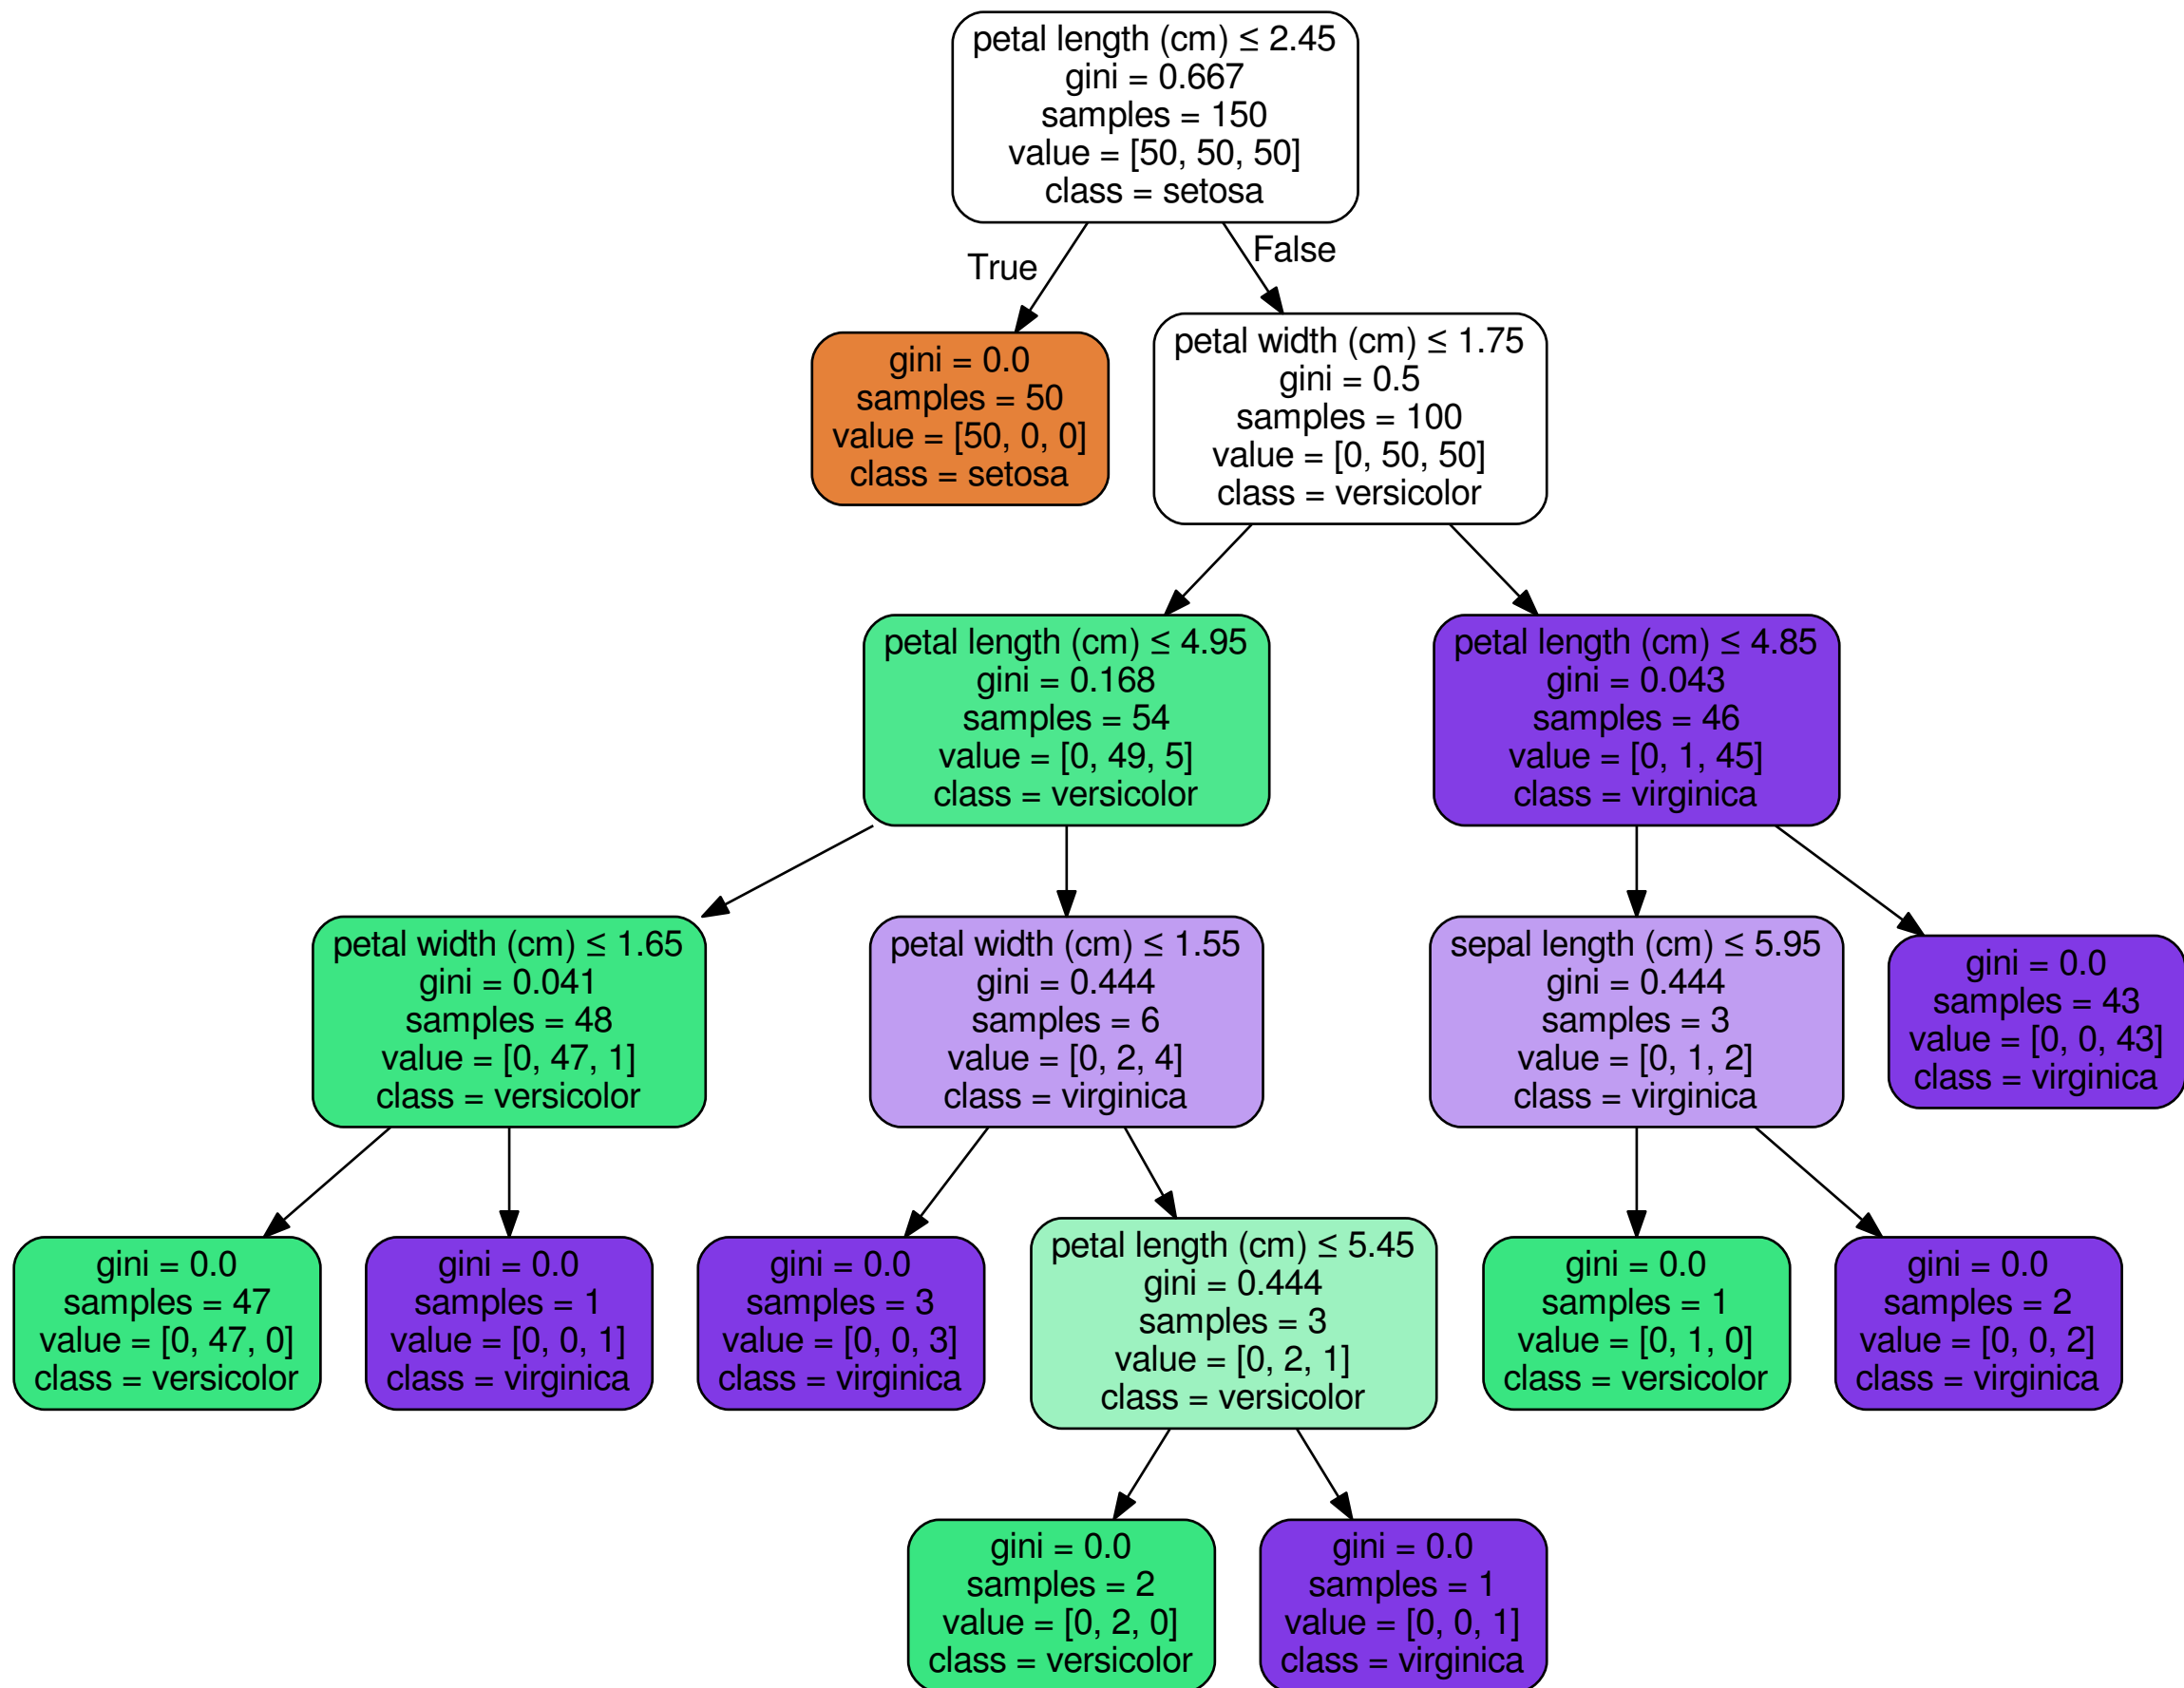 petal length (cm) ≤ 2.45
gini = 0.667
samples = 150
value = [50, 50, 50]
class = setosa
True
False
gini = 0.0
samples = 50
value = [50, 0, 0]
class = setosa
petal width (cm) ≤ 1.75
gini = 0.5
samples = 100
value = [0, 50, 50]
class = versicolor
petal length (cm) ≤ 4.95
gini = 0.168
samples = 54
value = [0, 49, 5]
class = versicolor
petal length (cm) ≤ 4.85
gini = 0.043
samples = 46
value = [0, 1, 45]
class = virginica
petal width (cm) ≤ 1.65
gini = 0.041
samples = 48
value = [0, 47, 1]
class = versicolor
petal width (cm) ≤ 1.55
gini = 0.444
samples = 6
value = [0, 2, 4]
class = virginica
sepal length (cm) ≤ 5.95
gini = 0.444
samples = 3
value = [0, 1, 2]
class = virginica
gini = 0.0
samples = 43
value = [0, 0, 43]
class = virginica
gini = 0.0
samples = 47
value = [0, 47, 0]
class = versicolor
gini = 0.0
samples = 1
value = [0, 0, 1]
class = virginica
gini = 0.0
samples = 3
value = [0, 0, 3]
class = virginica
petal length (cm) ≤ 5.45
gini = 0.444
samples = 3
value = [0, 2, 1]
class = versicolor
gini = 0.0
samples = 1
value = [0, 1, 0]
class = versicolor
gini = 0.0
samples = 2
value = [0, 0, 2]
class = virginica
gini = 0.0
samples = 2
value = [0, 2, 0]
class = versicolor
gini = 0.0
samples = 1
value = [0, 0, 1]
class = virginica